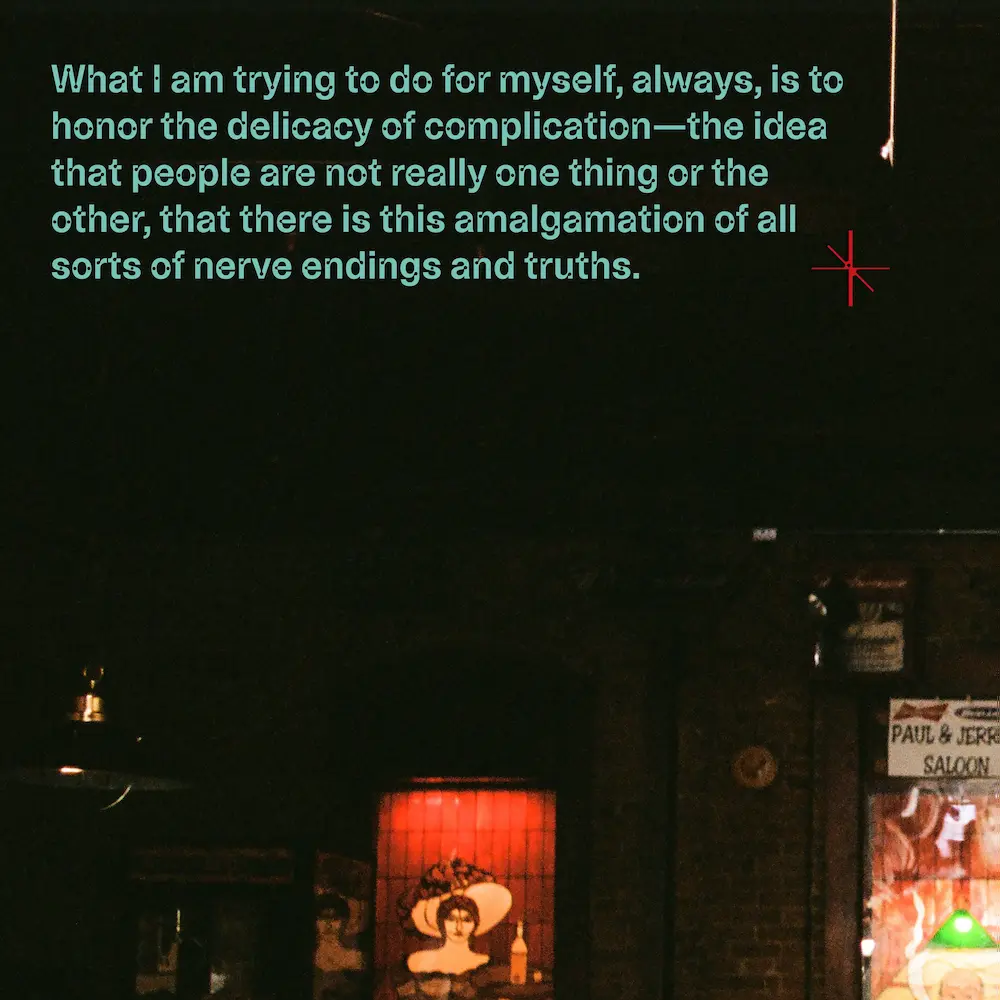 What I am trying to do for myself, always, is to
honor the delicacy of complication—the idea
that people are not really one thing or the
other, that there is this amalgamation of all
sorts of nerve endings and truths.
PAUL & JERR
SALOON